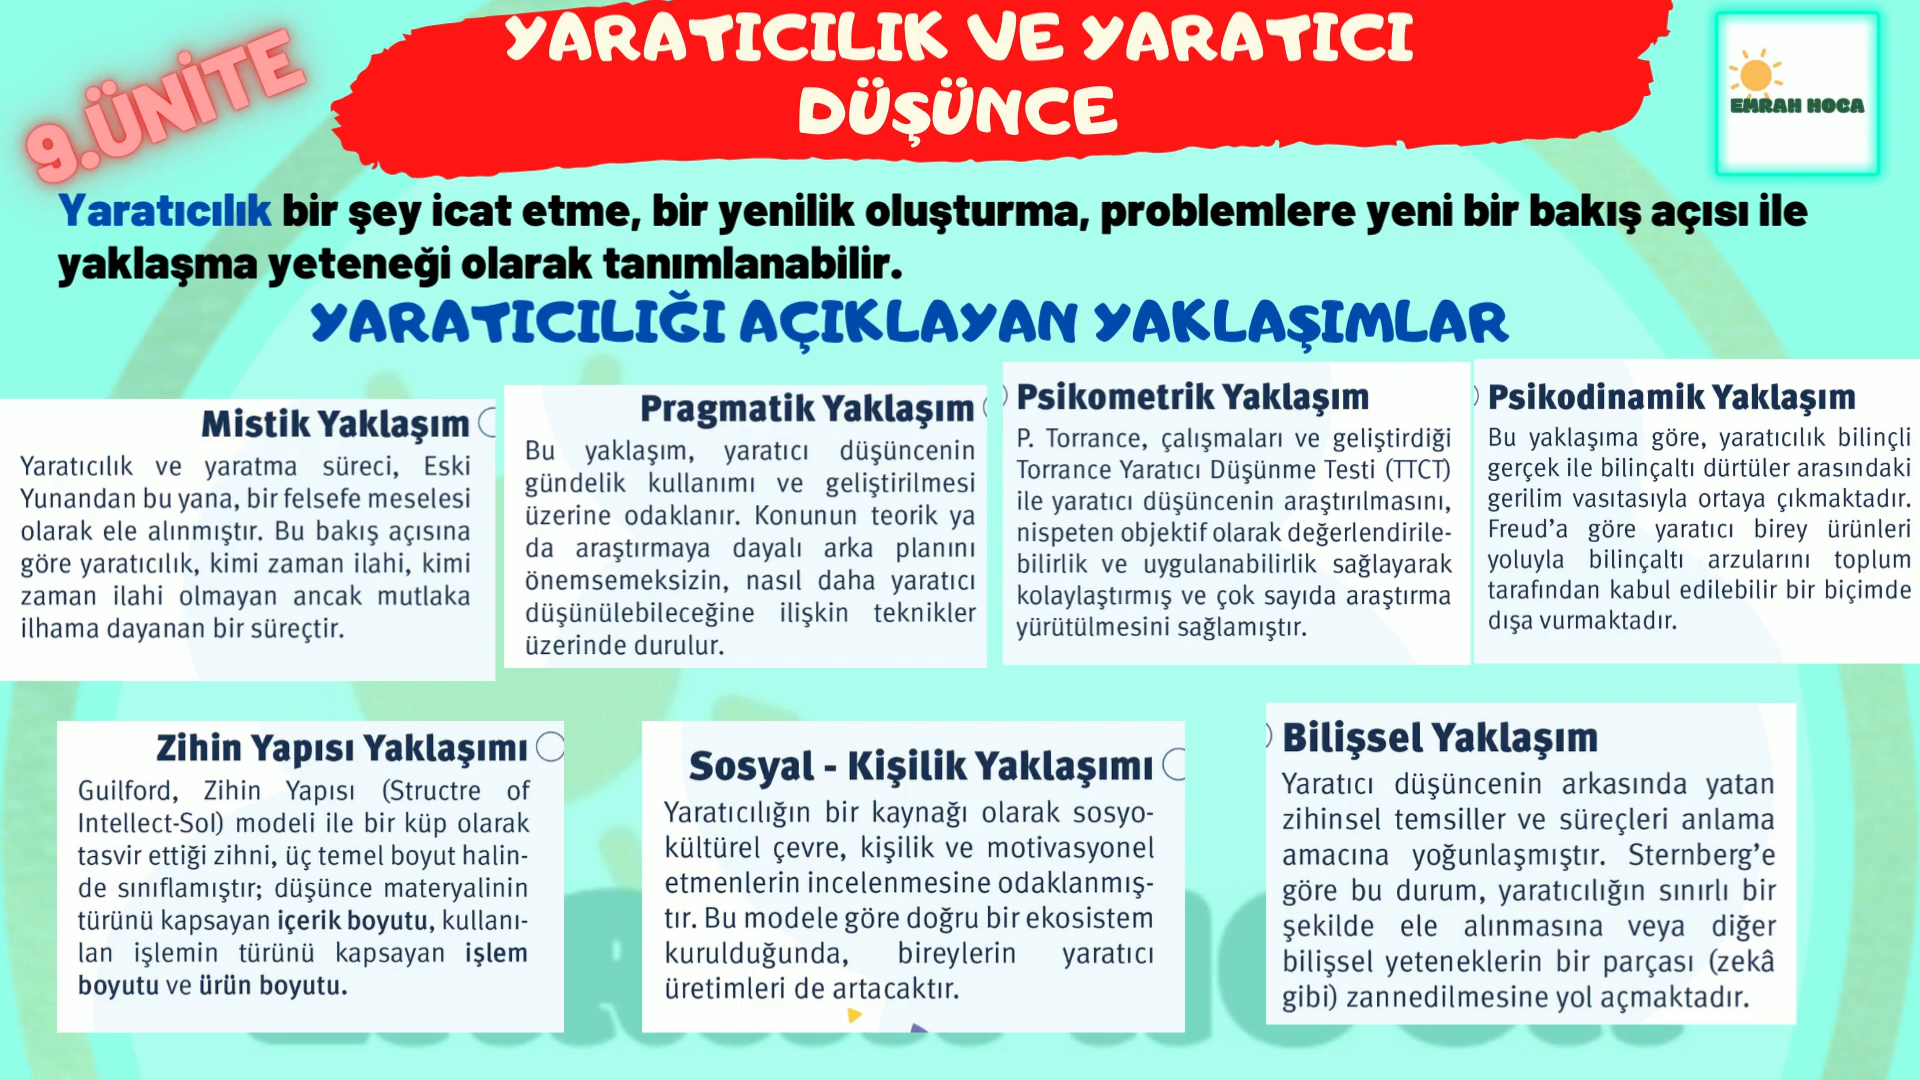 9.ÜNİTE
YARATICILIK VE YARATICI
DÜŞÜNCE
EMRAH HOCA
Yaratıcılık bir şey icat etme, bir yenilik oluşturma, problemlere yeni bir bakış açısı ile
yaklaşma yeteneği olarak tanımlanabilir.
YARATICILIĞI AÇIKLAYAN YAKLAŞIMLAR
Mistik Yaklaşım
Yaratıcılık ve yaratma süreci, Eski
Yunandan bu yana, bir felsefe meselesi
olarak ele alınmıştır. Bu bakış açısına
göre yaratıcılık, kimi zaman ilahi, kimi
zaman ilahi olmayan ancak mutlaka
ilhama dayanan bir süreçtir.
Pragmatik Yaklaşım
Bu yaklaşım, yaratıcı düşüncenin
gündelik kullanımı ve geliştirilmesi
üzerine odaklanır. Konunun teorik ya
da araştırmaya dayalı arka planını
önemsemeksizin, nasıl daha yaratıcı
düşünülebileceğine ilişkin teknikler
üzerinde durulur.
Psikometrik Yaklaşım
P. Torrance, çalışmaları ve geliştirdiği
Torrance Yaratıcı Düşünme Testi (TTCT)
ile yaratıcı düşüncenin araştırılmasını,
nispeten objektif olarak değerlendirile-
bilirlik ve uygulanabilirlik sağlayarak
kolaylaştırmış ve çok sayıda araştırma
yürütülmesini sağlamıştır.
Psikodinamik Yaklaşım
Bu yaklaşıma göre, yaratıcılık bilinçli
gerçek ile bilinçaltı dürtüler arasındaki
gerilim vasıtasıyla ortaya çıkmaktadır.
Freud’a göre yaratıcı birey ürünleri
yoluyla bilinçaltı arzularını toplum
tarafından kabul edilebilir bir biçimde
dışa vurmaktadır.
Zihin Yapısı Yaklaşımı
Guilford, Zihin Yapısı (Structre of
Intellect-Sol) modeli ile bir küp olarak
tasvir ettiği zihni, üç temel boyut halin-
de sınıflamıştır; düşünce materyalinin
türünü kapsayan içerik boyutu, kullanı-
lan işlemin türünü kapsayan işlem
boyutu ve ürün boyutu.
Sosyal - Kişilik Yaklaşımı
Yaratıcılığın bir kaynağı olarak sosyo-
kültürel çevre, kişilik ve motivasyonel
etmenlerin incelenmesine odaklanmış-
tır. Bu modele göre doğru bir ekosistem
kurulduğunda, bireylerin yaratıcı
üretimleri de artacaktır.
Bilişsel Yaklaşım
Yaratıcı düşüncenin arkasında yatan
zihinsel temsiller ve süreçleri anlama
amacına yoğunlaşmıştır. Sternberg’e
göre bu durum, yaratıcılığın sınırlı bir
şekilde ele alınmasına veya diğer
bilişsel yeteneklerin bir parçası (zekâ
gibi) zannedilmesine yol açmaktadır.